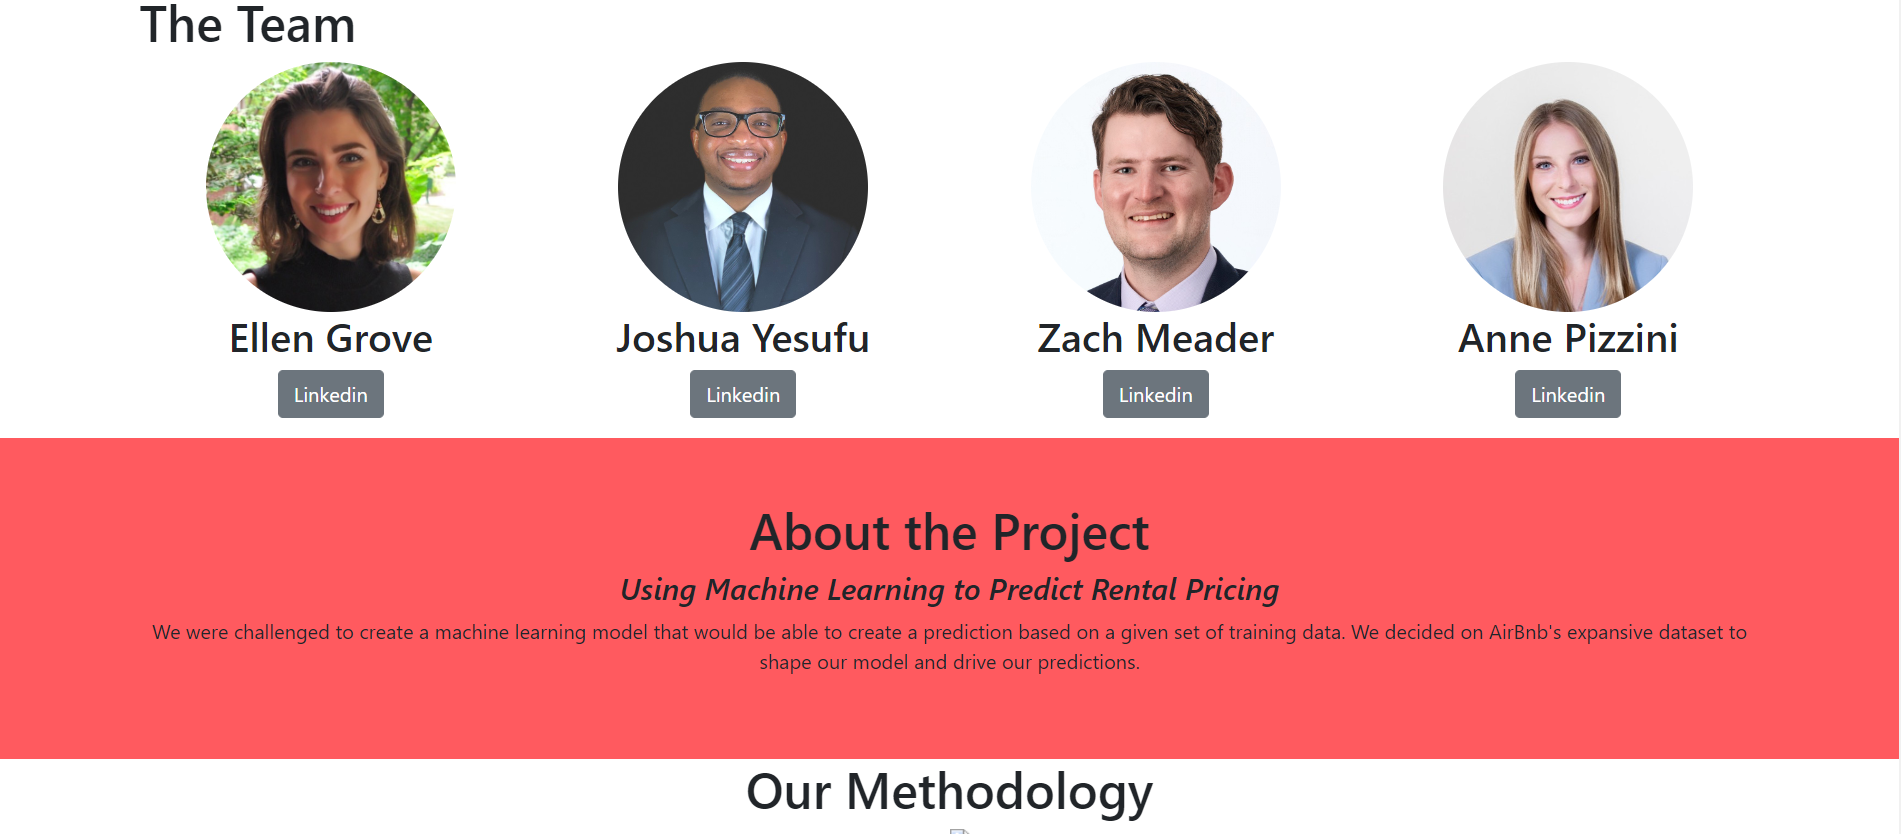 The Team
Ellen Grove
Joshua Yesufu
Zach Meader
Anne Pizzini
Linkedin
Linkedin
Linkedin
Linkedin
About the Project
Using Machine Learning to Predict Rental Pricing
We were challenged to create a machine learning model that would be able to create a prediction based on a given set of training data. We decided on AirBnb's expansive dataset to
shape our model and drive our predictions.
Our Methodology